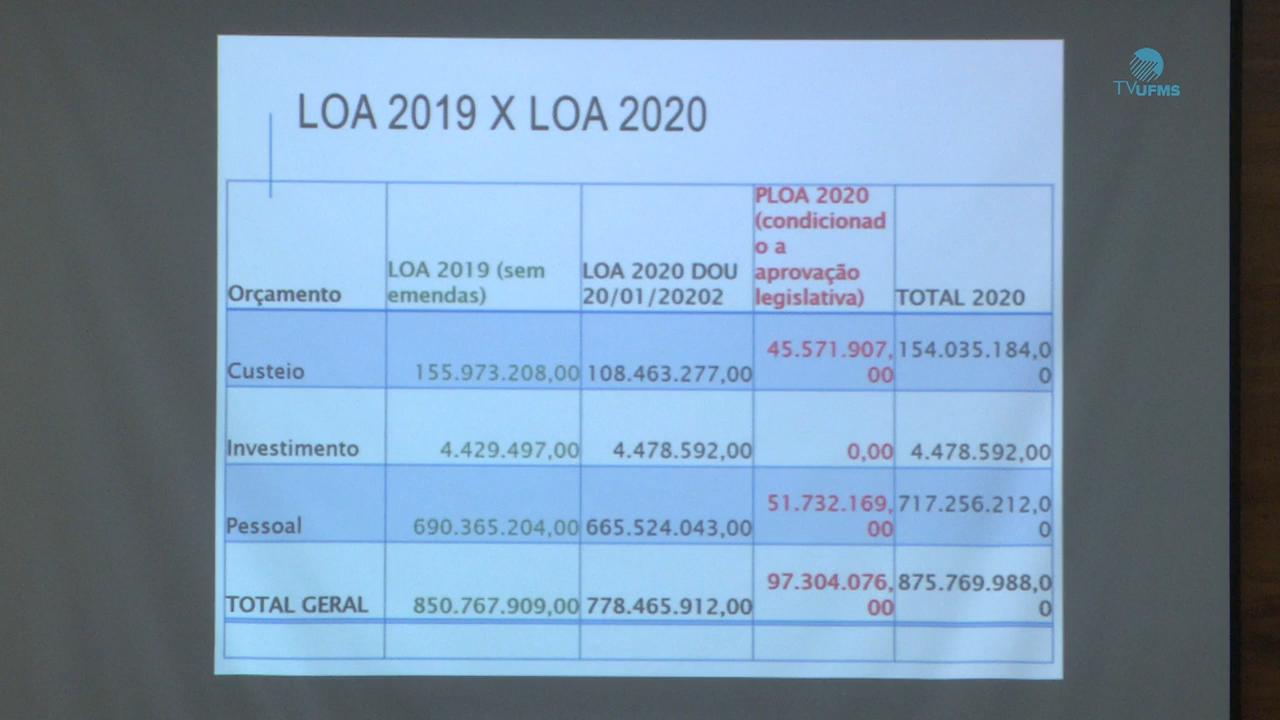 TVUFMS
LOA 2019 X LOA 2020
Orçamento
LOA 2019 (sem
emendas)
LOA 2020 DOU
20/01/20202
PLOA 2020
(condicionad
o a
aprovação
legislativa)
TOTAL 2020
Custeio
155.973.208,00
108.463.277,00
45.571.907,
00
154.035.184,0
0
Investimento
4.429.497,00
4.478.592,00
0,00
4.478.592,00
Pessoal
690.365.204,00
665.524.043,00
51.732.169,
00
717.256.212,0
0
TOTAL GERAL
850.767.909,00
778.465.912,00
97.304.076,
00
875.769.988,0
0